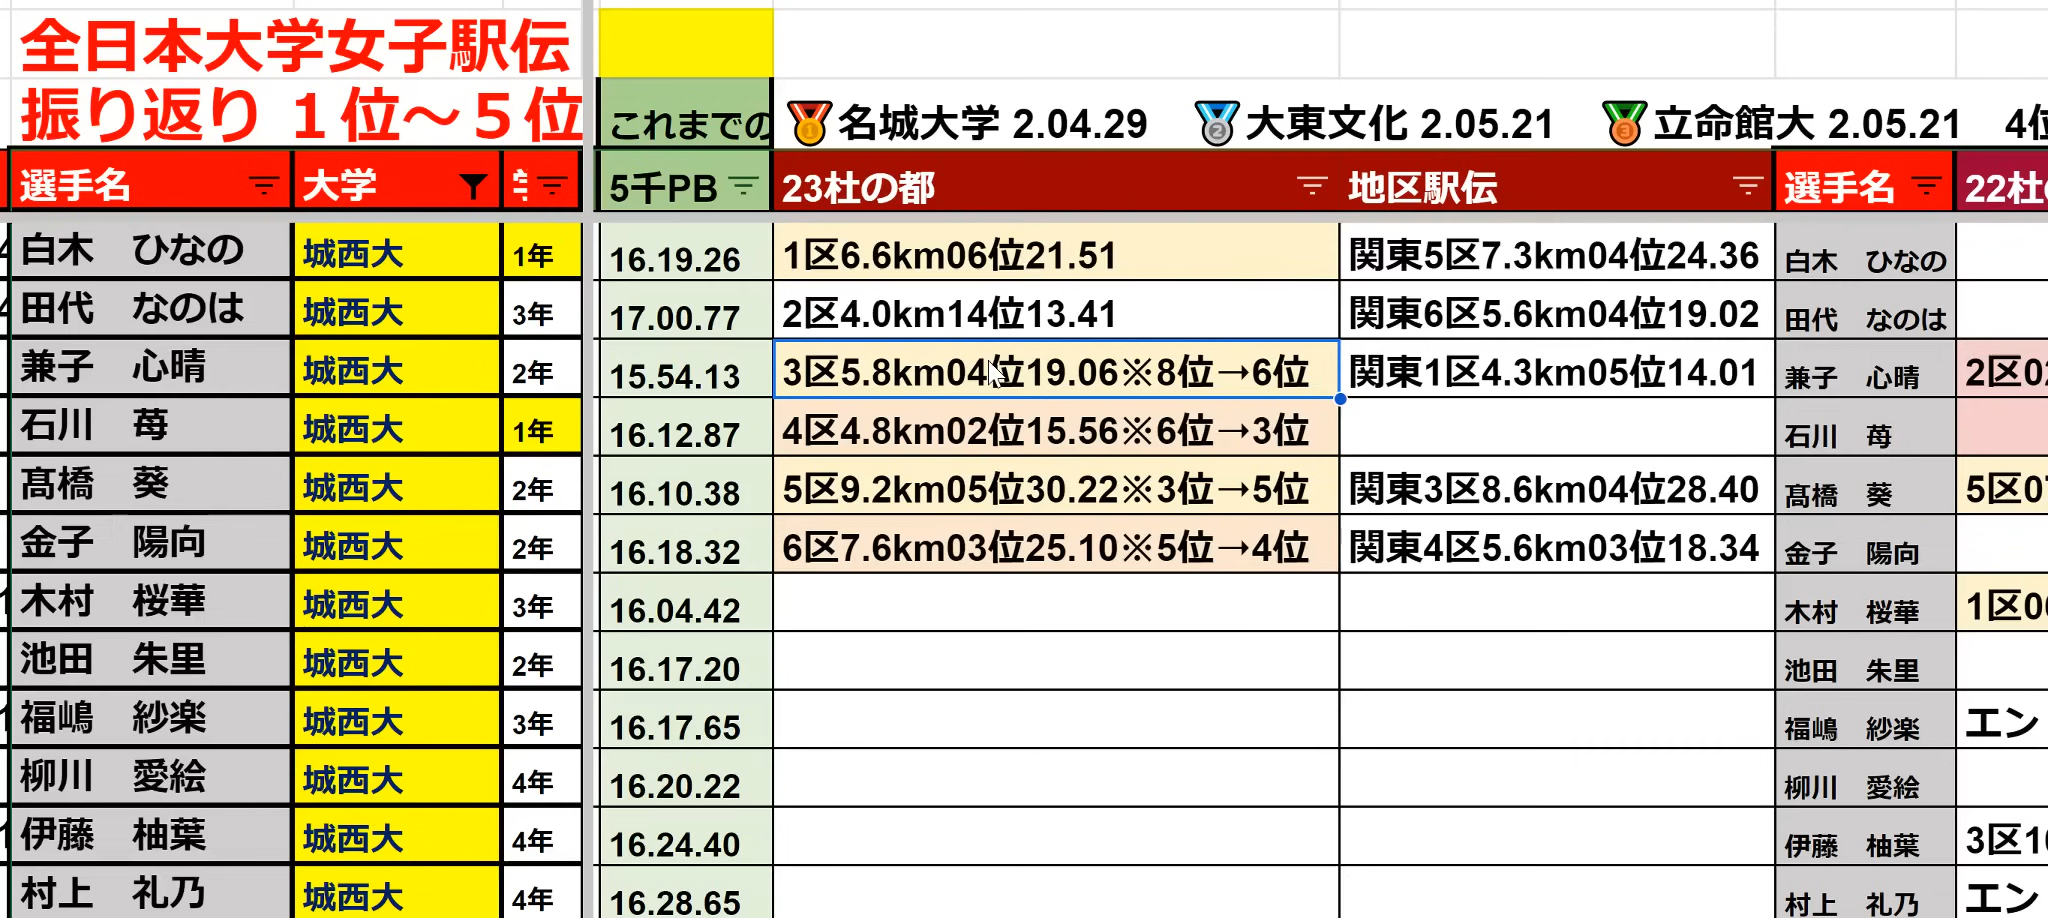 全日本大学女子駅伝
振り返り １位～５位
これまでの 🥇名城大学 2.04.29 🥈大東文化 2.05.21 🥉立命館大 2.05.21 4位
選手名 大学 5千PB 23杜の都 地区駅伝 選手名 22杜
白木 ひなの 城西大 1年 16.19.26 1区6.6km06位21.51 関東5区7.3km04位24.36 白木 ひなの
田代 なのは 城西大 3年 17.00.77 2区4.0km14位13.41 関東6区5.6km04位19.02 田代 なのは
兼子 心晴 城西大 2年 15.54.13 3区5.8km04位19.06※8位→6位 関東1区4.3km05位14.01 兼子 心晴 2区02
石川 苺 城西大 1年 16.12.87 4区4.8km02位15.56※6位→3位 石川 苺
髙橋 葵 城西大 2年 16.10.38 5区9.2km05位30.22※3位→5位 関東3区8.6km04位28.40 髙橋 葵 5区07
金子 陽向 城西大 2年 16.18.32 6区7.6km03位25.10※5位→4位 関東4区5.6km03位18.34 金子 陽向
木村 桜華 城西大 3年 16.04.42 木村 桜華 1区06
池田 朱里 城西大 2年 16.17.20 池田 朱里
福嶋 紗楽 城西大 3年 16.17.65 福嶋 紗楽 エン
柳川 愛絵 城西大 4年 16.20.22 柳川 愛絵
伊藤 柚葉 城西大 4年 16.24.40 伊藤 柚葉 3区10
村上 礼乃 城西大 4年 16.28.65 村上 礼乃 エン